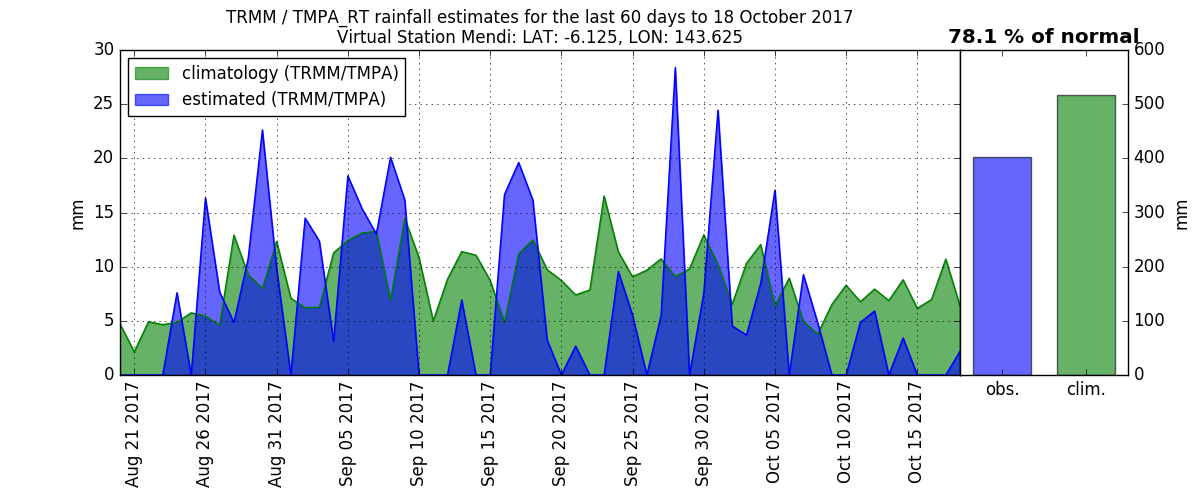 TRMM / TMPA_RT rainfall estimates for the last 60 days to 18 October 2017
Virtual Station Mendi: LAT: -6.125, LON: 143.625
78.1 % of normal
climatology (TRMM/TMPA)
estimated (TRMM/TMPA)
30
25
20
15
10
5
0
mm
600
500
400
300
200
100
0
mm
Aug 21 2017
Aug 26 2017
Aug 31 2017
Sep 05 2017
Sep 10 2017
Sep 15 2017
Sep 20 2017
Sep 25 2017
Sep 30 2017
Oct 05 2017
Oct 10 2017
Oct 15 2017
obs.
clim.